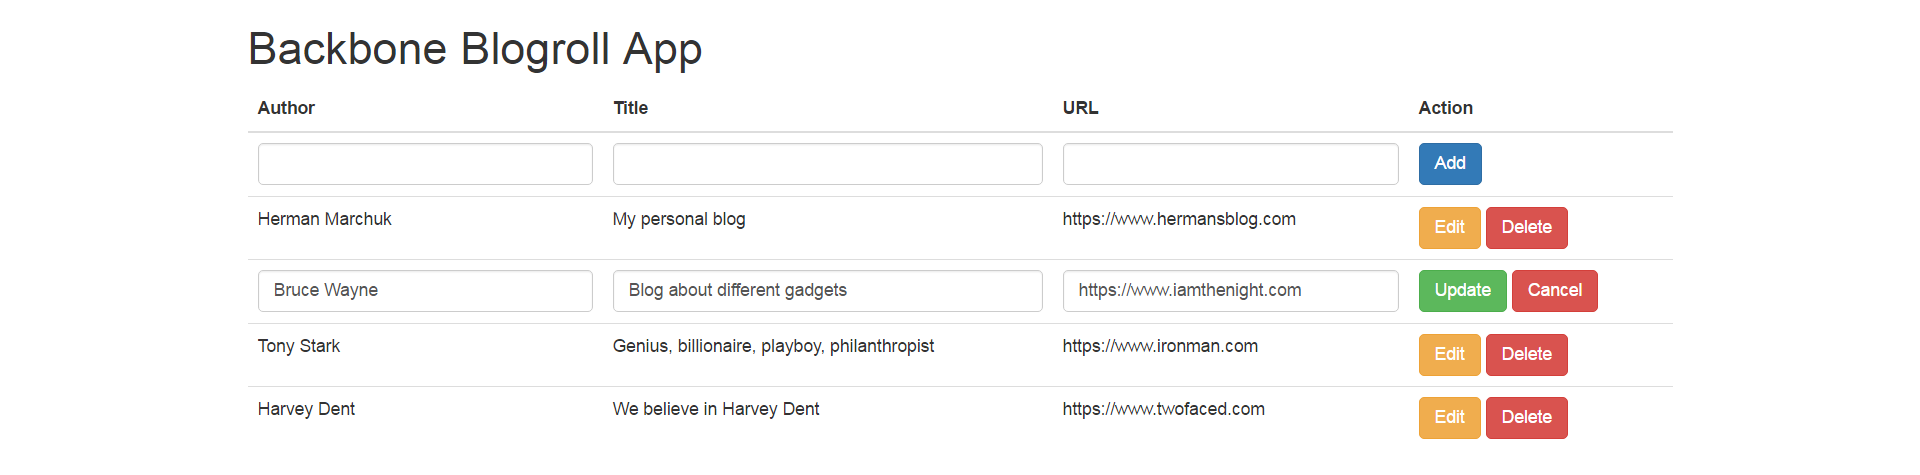 Backbone Blogroll App
Author Title URL Action
Add
Herman Marchuk My personal blog https://www.hermansblog.com Edit Delete
Bruce Wayne Blog about different gadgets https://www.iamthenight.com Update Cancel
Tony Stark Genius, billionaire, playboy, philanthropist https://www.ironman.com Edit Delete
Harvey Dent We believe in Harvey Dent https://www.twofaced.com Edit Delete